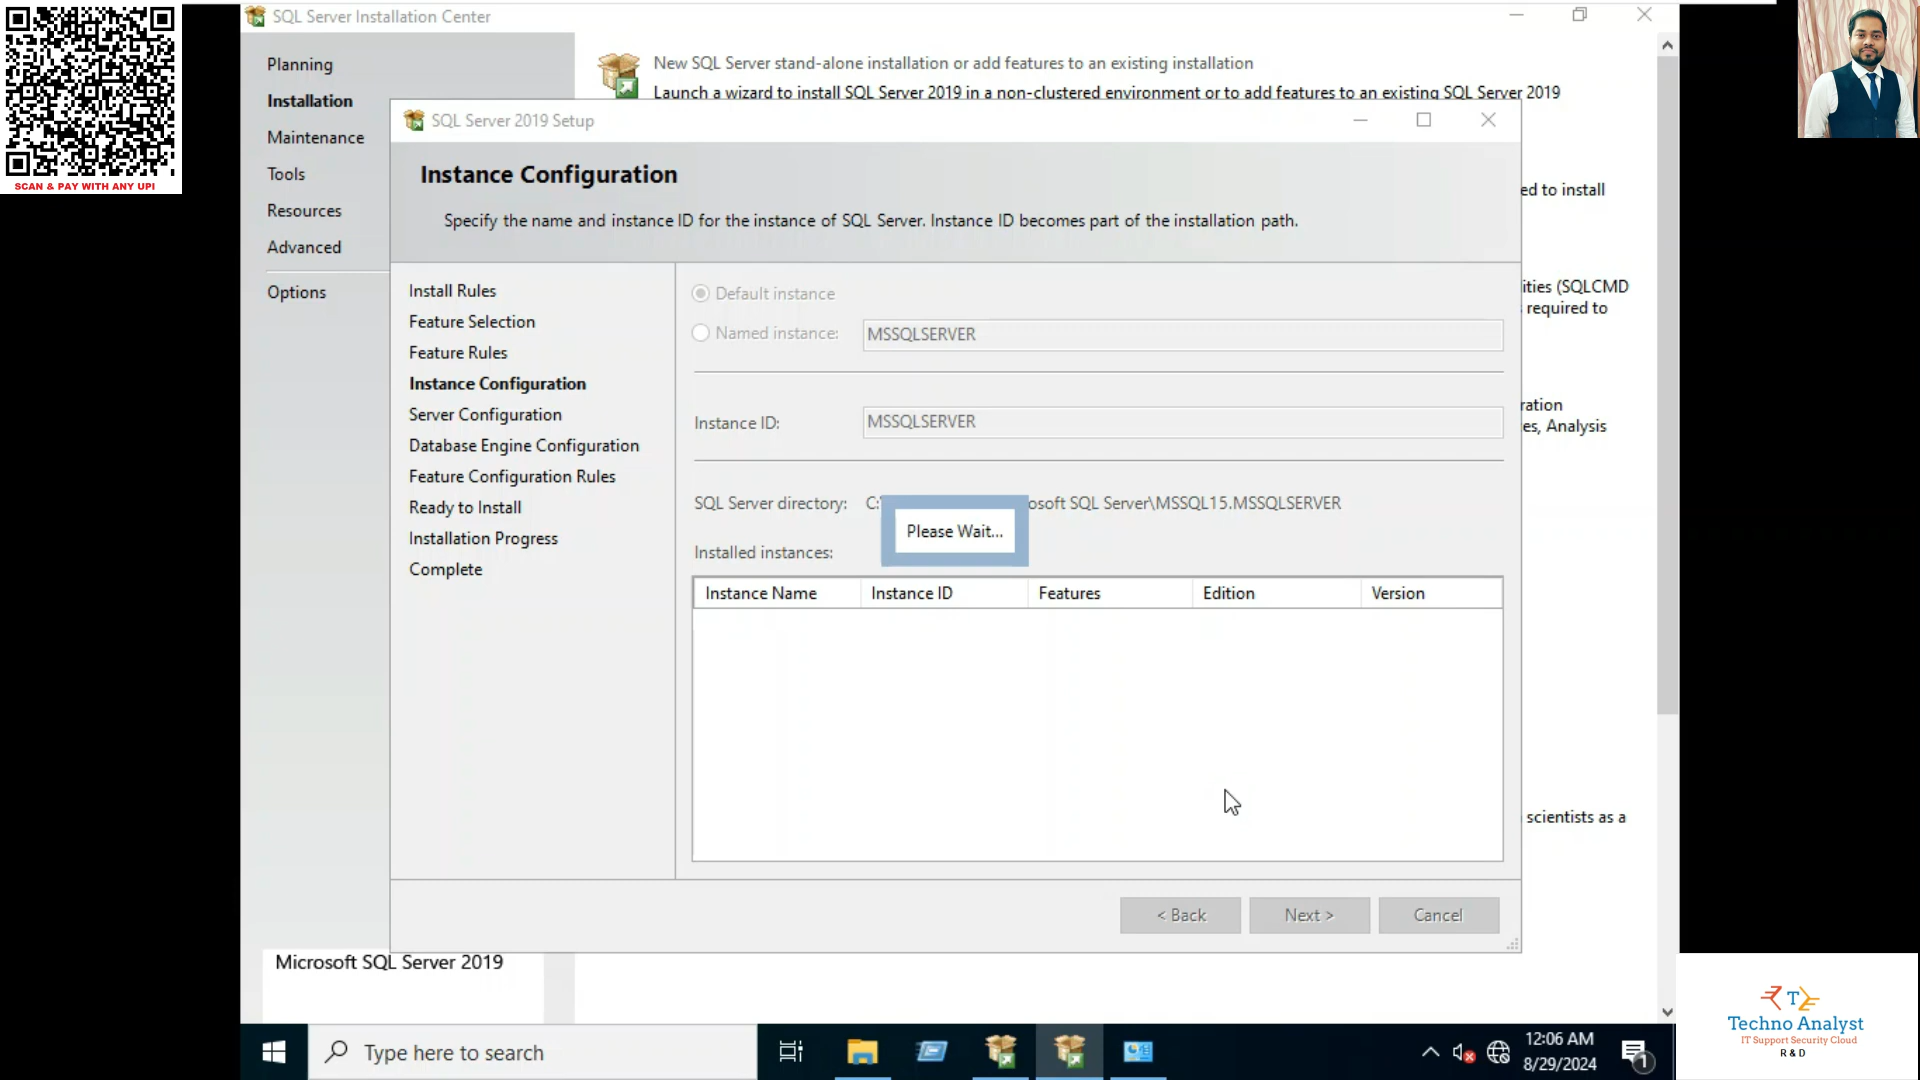 SCAN & PAY WITH ANY UPI
SQL Server Installation Center
Planning
Installation
Maintenance
Tools
Resources
Advanced
Options
New SQL Server stand-alone installation or add features to an existing installation
Launch a wizard to install SQL Server 2019 in a non-clustered environment or to add features to an existing SQL Server 2019
ed to install
ities (SQLCMD
required to
ration
es, Analysis
scientists as a
SQL Server 2019 Setup
Instance Configuration
Specify the name and instance ID for the instance of SQL Server. Instance ID becomes part of the installation path.
Install Rules
Feature Selection
Feature Rules
Instance Configuration
Server Configuration
Database Engine Configuration
Feature Configuration Rules
Ready to Install
Installation Progress
Complete
Default instance
Named instance: MSSQLSERVER
Instance ID: MSSQLSERVER
SQL Server directory: C: osoft SQL Server\MSSQL15.MSSQLSERVER
Please Wait...
Installed instances:
Instance Name Instance ID Features Edition Version
< Back Next > Cancel
Microsoft SQL Server 2019
Type here to search
12:06 AM
8/29/2024
1
Techno Analyst
IT Support Security Cloud
R & D